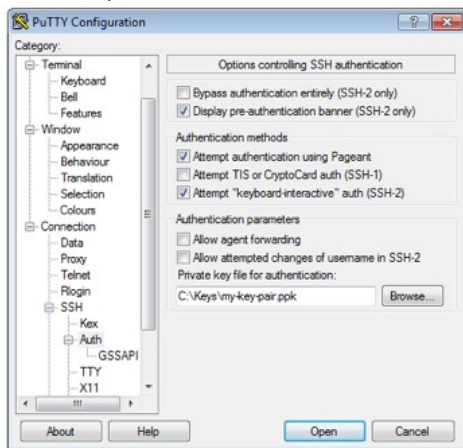 PuTTY Configuration
Category:
Terminal
Keyboard
Bell
Features
Window
Appearance
Behaviour
Translation
Selection
Colours
Connection
Data
Proxy
Telnet
Rlogin
SSH
Kex
Auth
GSSAPI
TTY
X11
Options controlling SSH authentication
Bypass authentication entirely (SSH-2 only)
Display pre-authentication banner (SSH-2 only)
Authentication methods
Attempt authentication using Pageant
Attempt TIS or CryptoCard auth (SSH-1)
Attempt "keyboard-interactive" auth (SSH-2)
Authentication parameters
Allow agent forwarding
Allow attempted changes of username in SSH-2
Private key file for authentication:
C:\Keys\my-key-pair.ppk
Browse...
About
Help
Open
Cancel